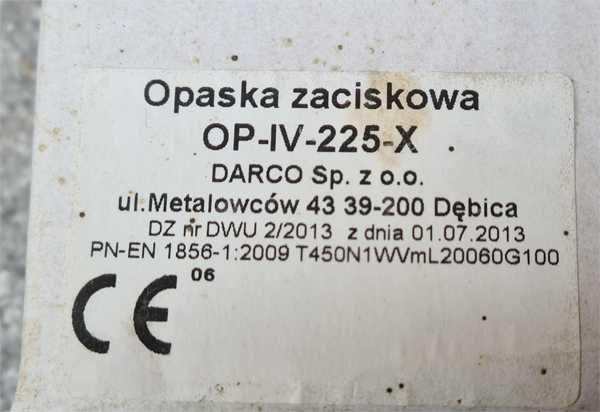 Opaska zaciskowa
OP-IV-225-X
DARCO Sp. z o.o.
ul.Metalowców 43 39-200 Dębica
DZ nr DWU 2/2013 z dnia 01.07.2013
PN-EN 1856-1:2009 T450N1WVmL20060G100
CE 06